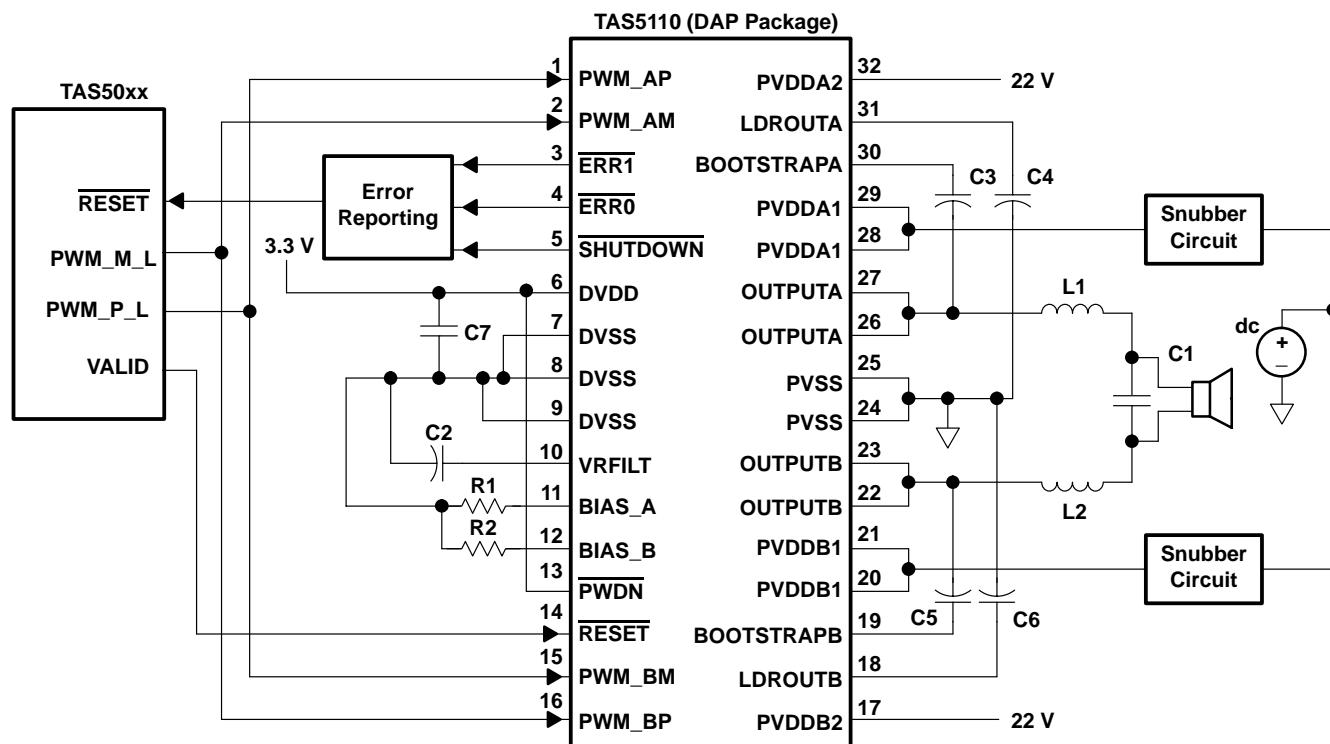 TAS5110 (DAP Package)
TAS50xx
RESET
PWM_M_L
PWM_P_L
VALID
Error
Reporting
3.3 V
C7
C2
R1
R2
1
2
3
4
5
6
7
8
9
10
11
12
13
14
15
16
PWM_AP
PWM_AM
ERR1
ERR0
SHUTDOWN
DVDD
DVSS
DVSS
DVSS
VRFILT
BIAS_A
BIAS_B
PWDN
RESET
PWM_BM
PWM_BP
PVDDA2
LDROUTA
BOOTSTRAPA
PVDDA1
PVDDA1
OUTPUTA
OUTPUTA
PVSS
PVSS
OUTPUTB
OUTPUTB
PVDDB1
PVDDB1
BOOTSTRAPB
LDROUTB
PVDDB2
32
31
30
29
28
27
26
25
24
23
22
21
20
19
18
17
22 V
C3
C4
Snubber
Circuit
L1
dc
+
–
C1
L2
Snubber
Circuit
C5
C6
22 V